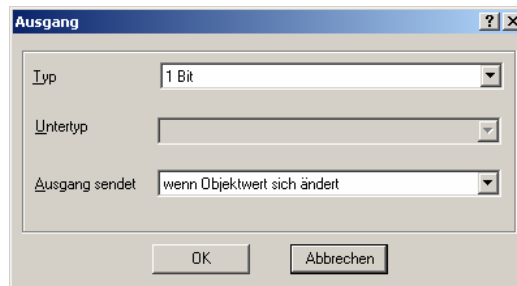 Ausgang
Typ 1 Bit
Untertyp
Ausgang sendet wenn Objektwert sich ändert
OK Abbrechen